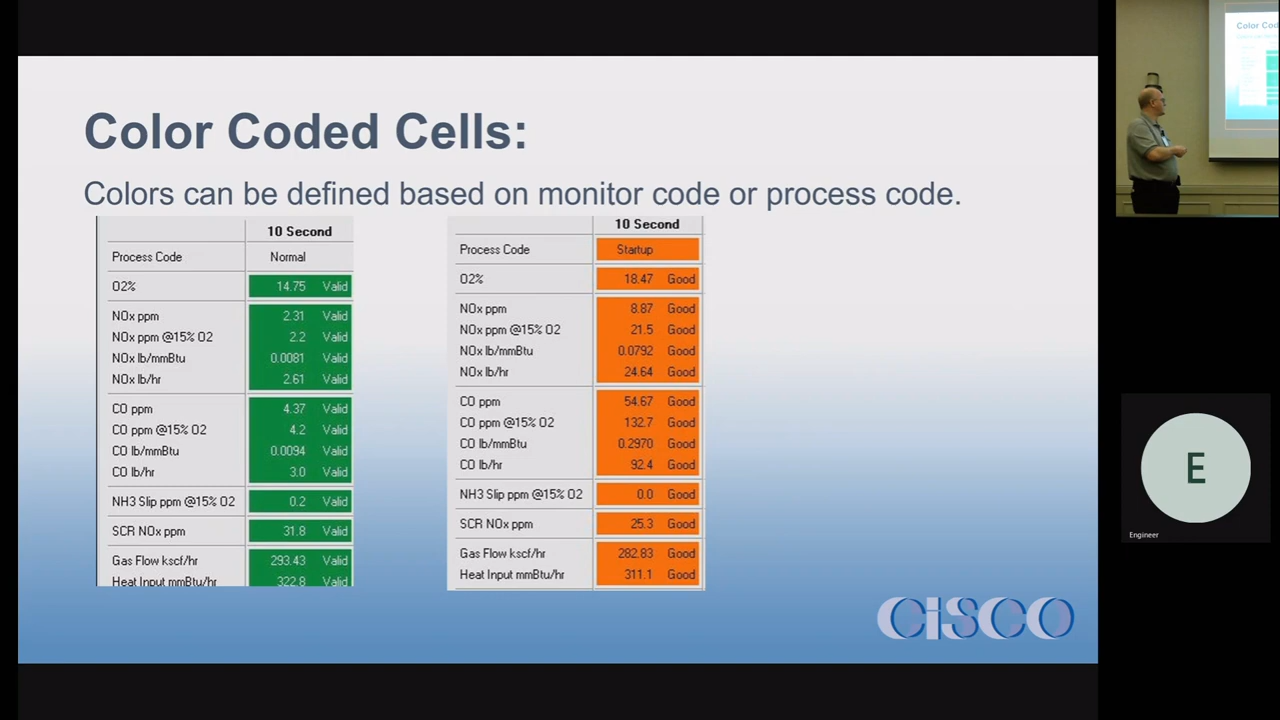 Color Coded Cells:
Colors can be defined based on monitor code or process code.
10 Second
Process Code Normal
O2% 14.75 Valid
NOx ppm 2.31 Valid
NOx ppm @15% O2 2.2 Valid
NOx lb/mmBtu 0.0081 Valid
NOx lb/hr 2.61 Valid
CO ppm 4.37 Valid
CO ppm @15% O2 4.2 Valid
CO lb/mmBtu 0.0094 Valid
CO lb/hr 3.0 Valid
NH3 Slip ppm @15% O2 0.2 Valid
SCR NOx ppm 31.8 Valid
Gas Flow kscf/hr 293.43 Valid
Heat Input mmBtu/hr 322.8 Valid
10 Second
Process Code Startup
O2% 18.47 Good
NOx ppm 8.87 Good
NOx ppm @15% O2 21.5 Good
NOx lb/mmBtu 0.0792 Good
NOx lb/hr 24.64 Good
CO ppm 54.67 Good
CO ppm @15% O2 132.7 Good
CO lb/mmBtu 0.2970 Good
CO lb/hr 92.4 Good
NH3 Slip ppm @15% O2 0.0 Good
SCR NOx ppm 25.3 Good
Gas Flow kscf/hr 282.83 Good
Heat Input mmBtu/hr 311.1 Good
CiSCO
Color Cod
E
Engineer